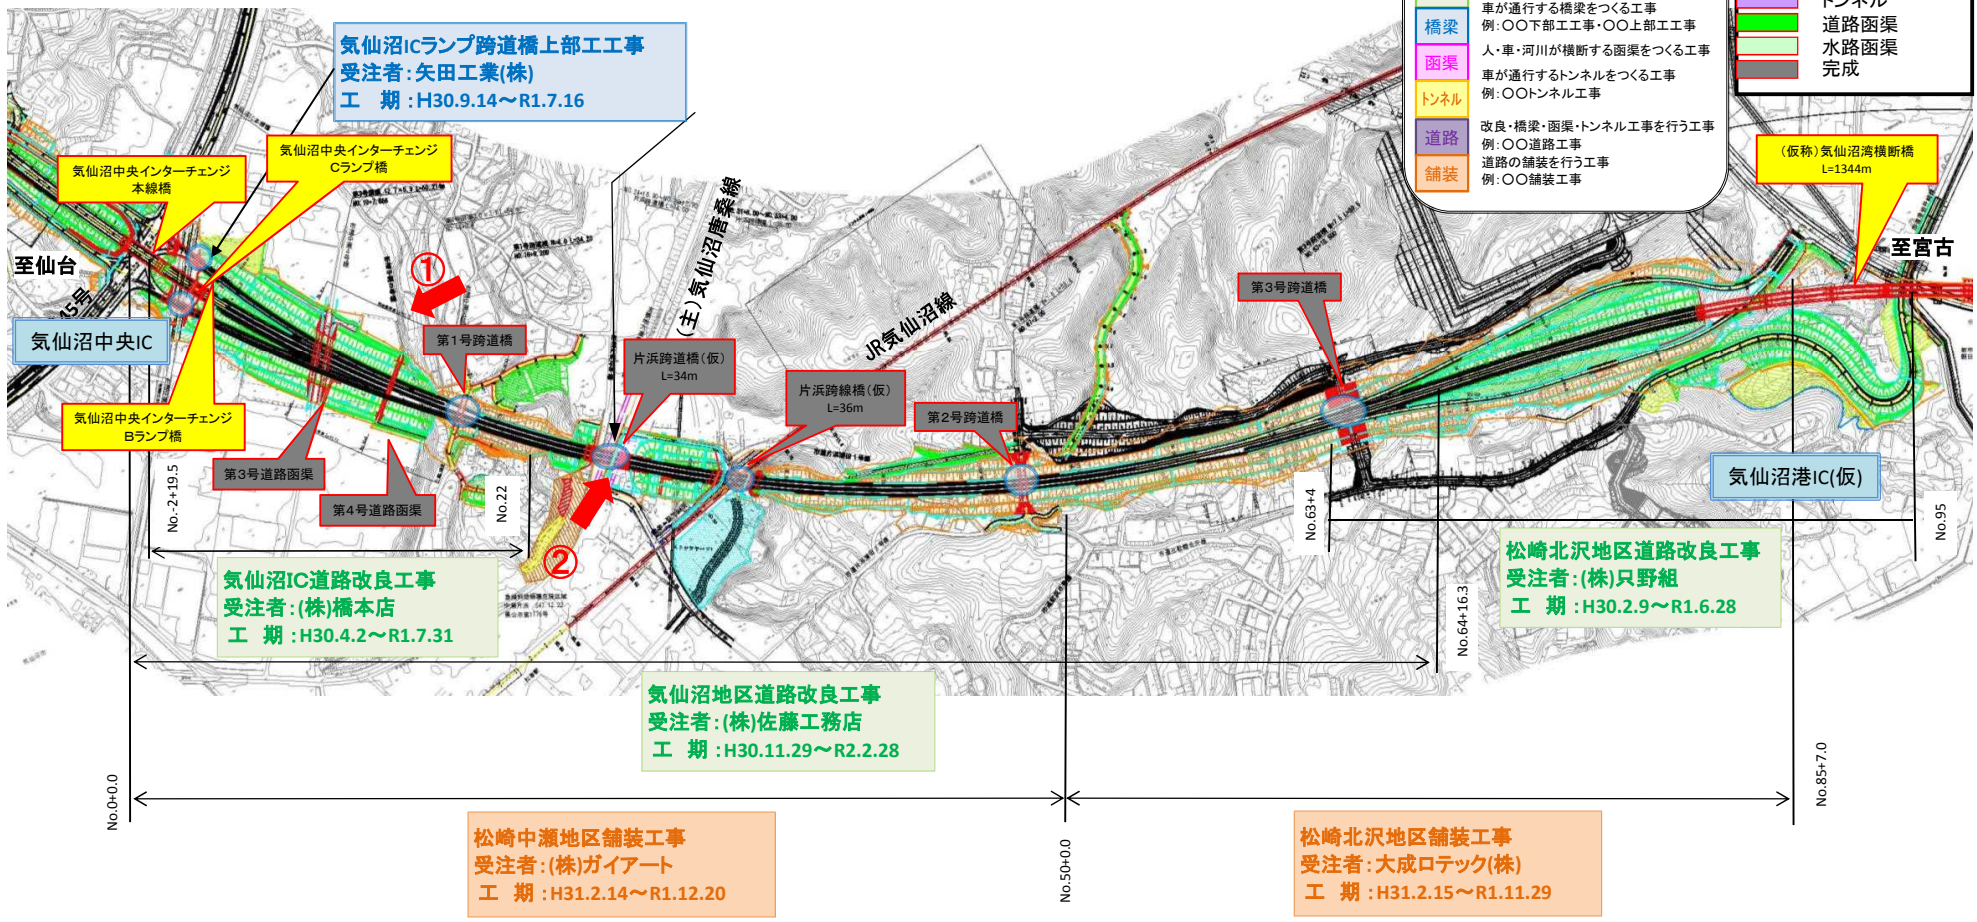 気仙沼ICランプ跨道橋上部工工事
受注者：矢田工業(株)
工　期：H30.9.14～R1.7.16
車が通行する橋梁をつくる工事
橋梁
例：〇〇下部工工事・〇〇上部工工事
函渠
人・車・河川が横断する函渠をつくる工事
トンネル
車が通行するトンネルをつくる工事
例：〇〇トンネル工事
道路
改良・橋梁・函渠・トンネル工事を行う工事
例：〇〇道路工事
舗装
道路の舗装を行う工事
例：〇〇舗装工事
トンネル
道路函渠
水路函渠
完成
気仙沼中央インターチェンジ
本線橋
気仙沼中央インターチェンジ
Cランプ橋
(仮称)気仙沼湾横断橋
L=1344m
至仙台
至宮古
45号
気仙沼中央IC
①
第1号跨道橋
(主)気仙沼唐桑線
JR気仙沼線
片浜跨道橋(仮)
L=34m
片浜跨線橋(仮)
L=36m
第2号跨道橋
第3号跨道橋
気仙沼中央インターチェンジ
Bランプ橋
第3号道路函渠
第4号道路函渠
②
気仙沼港IC(仮)
No.-2+19.5
No.22
No.63+4
No.64+16.3
No.95
気仙沼IC道路改良工事
受注者：(株)橋本店
工　期：H30.4.2～R1.7.31
松崎北沢地区道路改良工事
受注者：(株)只野組
工　期：H30.2.9～R1.6.28
気仙沼地区道路改良工事
受注者：(株)佐藤工務店
工　期：H30.11.29～R2.2.28
No.0+0.0
No.50+0.0
No.85+7.0
松崎中瀬地区舗装工事
受注者：(株)ガイアート
工　期：H31.2.14～R1.12.20
松崎北沢地区舗装工事
受注者：大成ロテック(株)
工　期：H31.2.15～R1.11.29